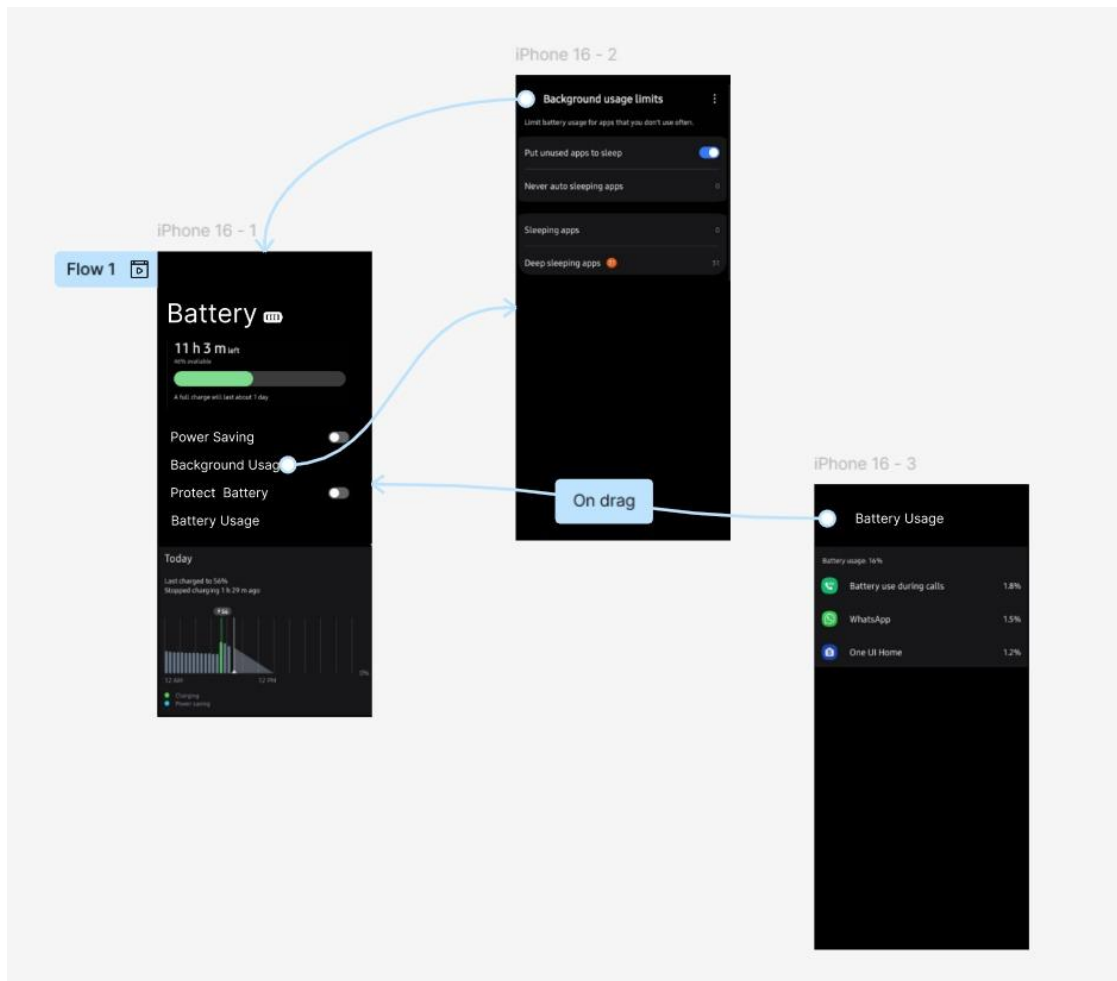 iPhone 16 - 2
Background usage limits
Limit battery usage for apps that you don't use often.
Put unused apps to sleep
Never auto sleeping apps 0
Sleeping apps 0
Deep sleeping apps 31
iPhone 16 - 1
Flow 1
Battery
11 h 3 m left
A full charge will last about 1 day
Power Saving
Background Usag
Protect Battery
Battery Usage
Today
Last charged to 56%
Stopped charging 1 h 29 m ago
56
0%
12 AM 12 PM
Charging
Power saving
On drag
iPhone 16 - 3
Battery Usage
Battery usage: 16%
Battery use during calls 1.8%
WhatsApp 1.5%
One UI Home 1.2%